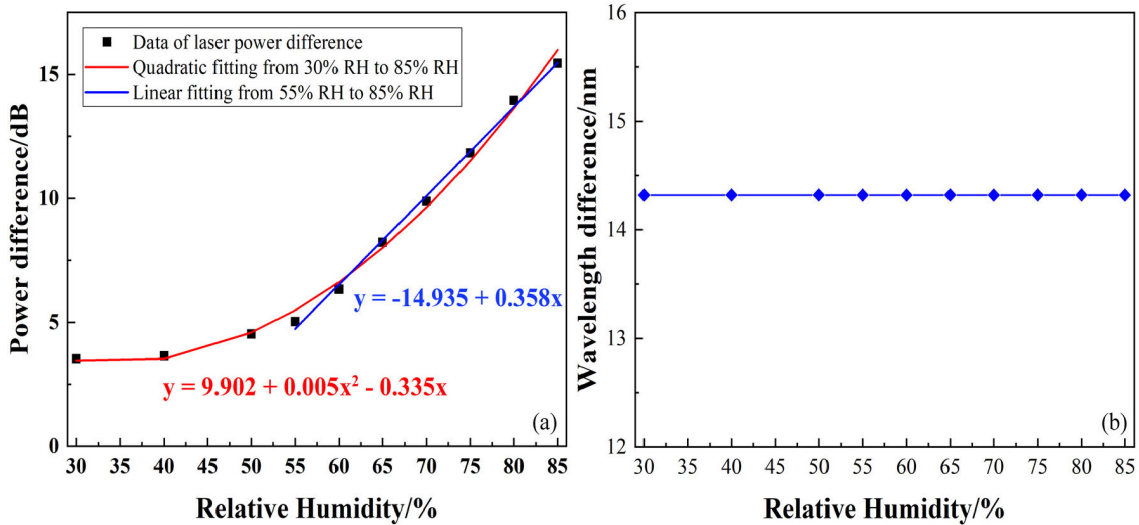 Data of laser power difference
Quadratic fitting from 30% RH to 85% RH
Linear fitting from 55% RH to 85% RH
Power difference/dB
15
10
5
0
y = -14.935 + 0.358x
y = 9.902 + 0.005x² - 0.335x
(a)
30 35 40 45 50 55 60 65 70 75 80 85
Relative Humidity/%
Wavelength difference/nm
16
15
14
13
12
(b)
30 35 40 45 50 55 60 65 70 75 80 85
Relative Humidity/%